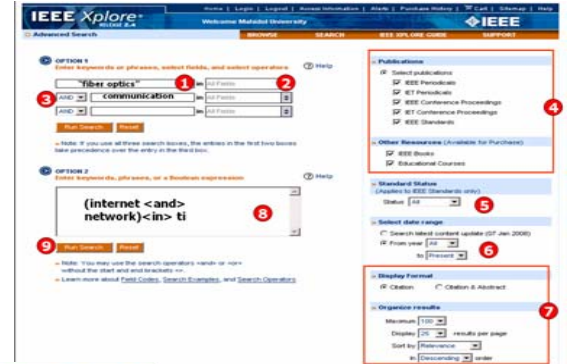 IEEE Xplore
RELEASE 2.4
Home | Login | Logout | Access Information | Alerts | Purchase History | Cart | Sitemap | Help
Welcome Mahidol University
IEEE
Advanced Search
BROWSE SEARCH IEEE XPLORE GUIDE SUPPORT
OPTION 1
Enter keywords or phrases, select fields, and select operators
Help
"fiber optics" 1 in All Fields 2
3 AND communication in All Fields
AND in All Fields
Run Search Reset
» Note: If you use all three search boxes, the entries in the first two boxes
take precedence over the entry in the third box.
OPTION 2
Enter keywords, phrases, or a Boolean expression
Help
(internet <and>
network)<in> ti
8
9 Run Search Reset
» Note: You may use the search operators <and> or <or>
without the start and end brackets <>.
» Learn more about Field Codes, Search Examples, and Search Operators
» Publications
Select publications
IEEE Periodicals
IET Periodicals
IEEE Conference Proceedings
IET Conference Proceedings
IEEE Standards
4
» Other Resources (Available for Purchase)
IEEE Books
Educational Courses
» Standard Status
(Applies to IEEE Standards only)
Status All 5
» Select date range
Search latest content update (07 Jan 2008)
From year All
to Present
6
» Display Format
Citation Citation & Abstract
7
» Organize results
Maximum 100
Display 25 results per page
Sort by Relevance
In Descending order